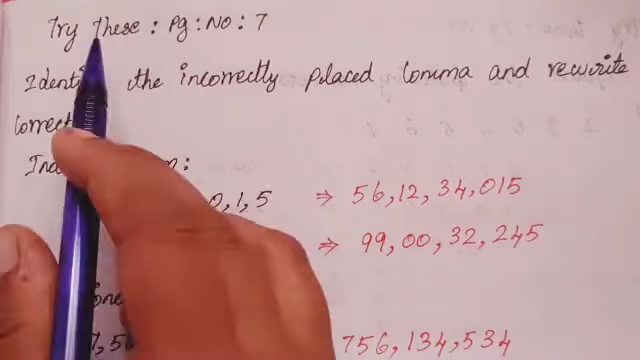 Try These : Pg : No : 7
Identi the incorrectly placed Comma and rewrite
correct
Ind :
0, 1, 5 ⇒ 56, 12, 34, 015
⇒ 99, 00, 32, 245
756, 134, 534